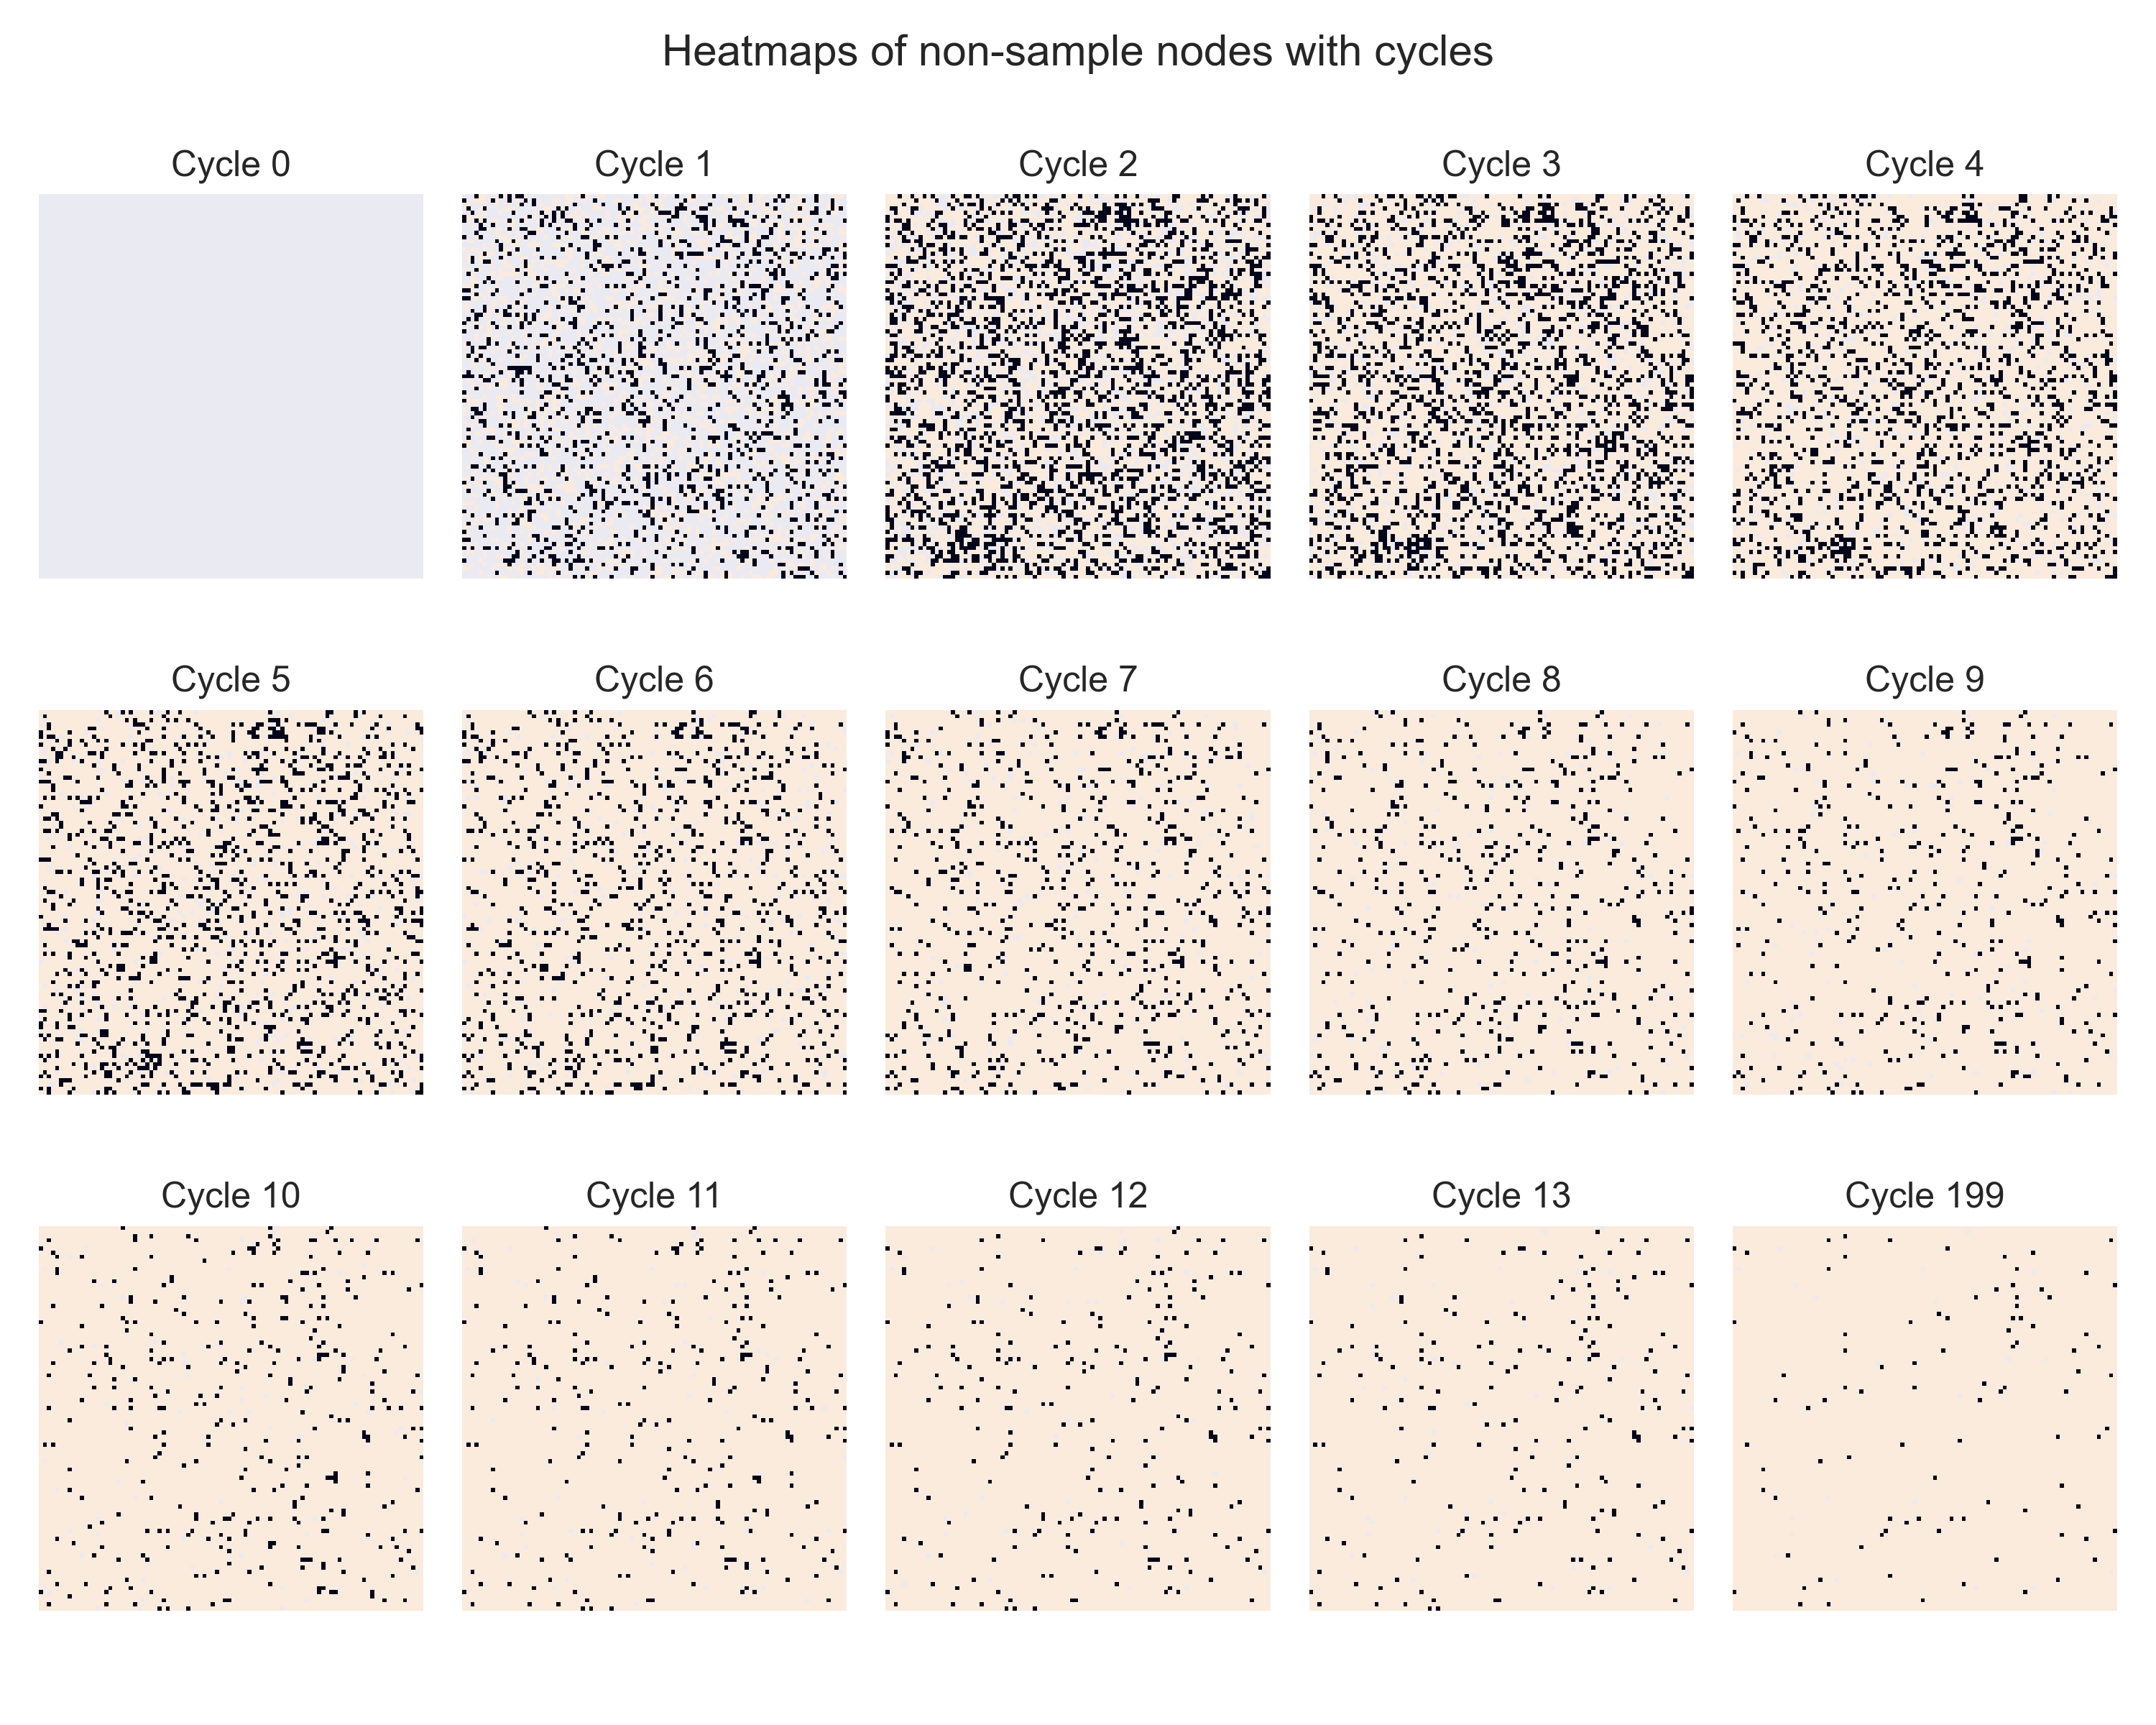 Heatmaps of non-sample nodes with cycles
Cycle 0
Cycle 1
Cycle 2
Cycle 3
Cycle 4
Cycle 5
Cycle 6
Cycle 7
Cycle 8
Cycle 9
Cycle 10
Cycle 11
Cycle 12
Cycle 13
Cycle 199